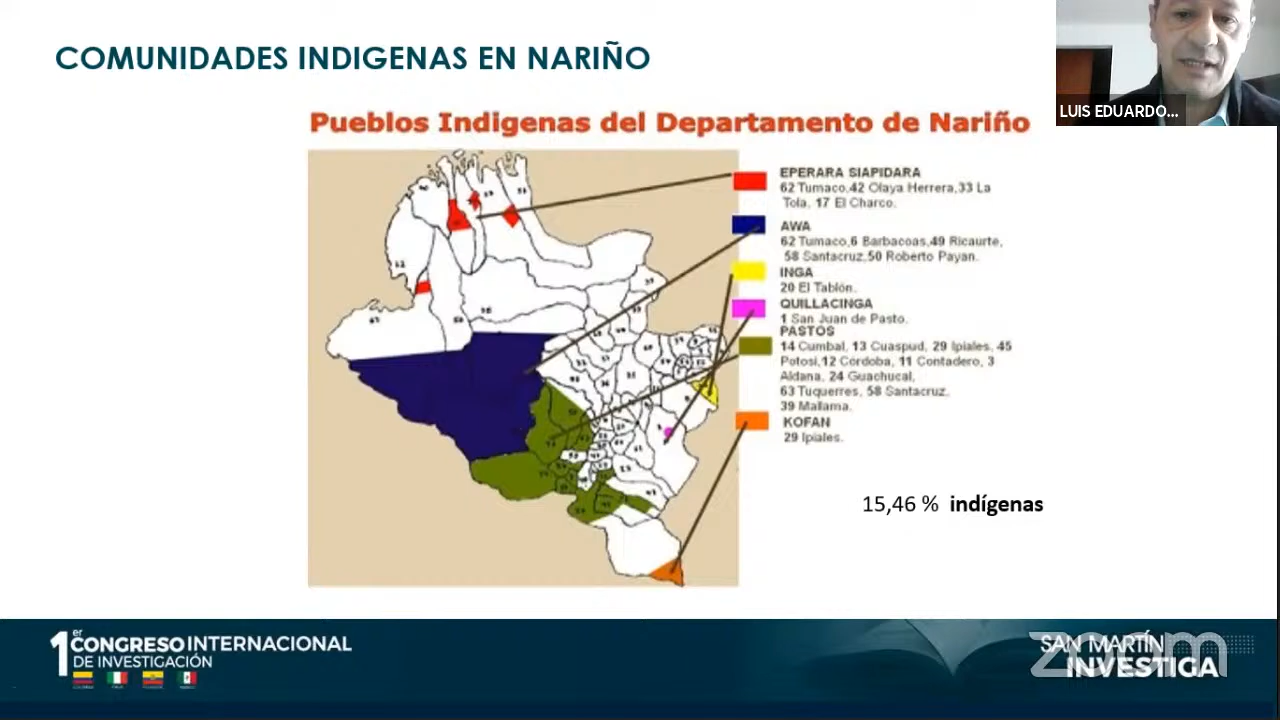 COMUNIDADES INDIGENAS EN NARIÑO
LUIS EDUARDO...
Pueblos Indigenas del Departamento de Nariño
EPERARA SIAPIDARA
62 Tumaco,42 Olaya Herrera,33 La
Tola, 17 El Charco.
AWA
62 Tumaco,6 Barbacoas,49 Ricaurte,
58 Santacruz,50 Roberto Payan.
INGA
20 El Tablón.
QUILLACINGA
1 San Juan de Pasto.
PASTOS
14 Cumbal, 13 Cuaspud, 29 Ipiales, 45
Potosi,12 Córdoba, 11 Contadero, 3
Aldana, 24 Guachucal,
63 Tuquerres, 58 Santacruz,
39 Mallama.
KOFAN
29 Ipiales.
15,46 % indígenas
1er CONGRESO INTERNACIONAL
DE INVESTIGACIÓN
SAN MARTÍN
INVESTIGA
zoom